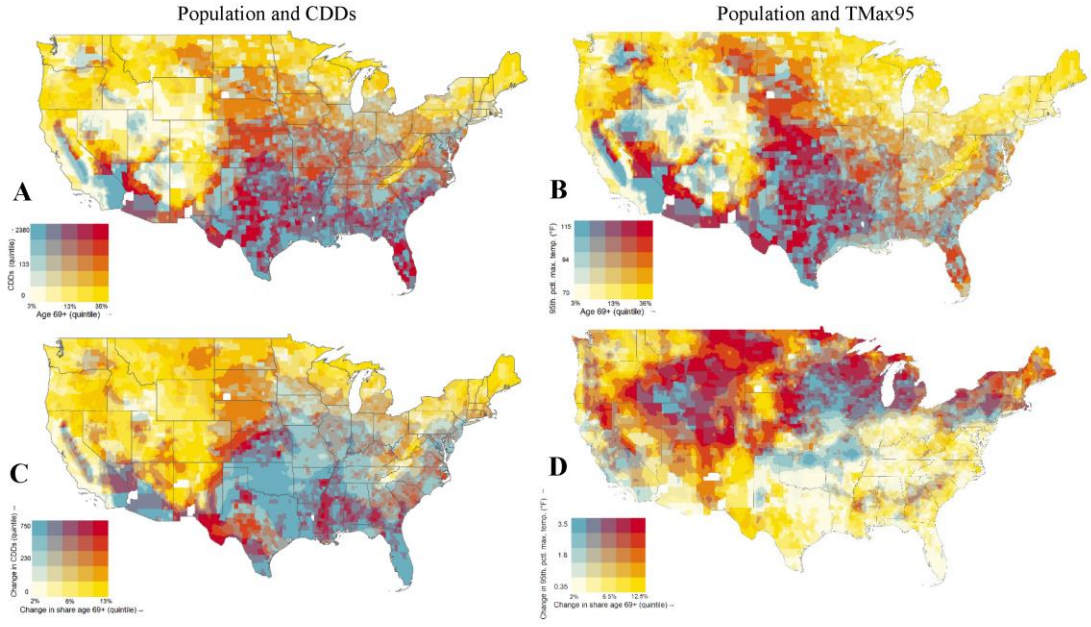 Population and CDDs
Population and TMax95
A
2380
133
0
CDDs (quintile)
3% 13% 36%
Age 69+ (quintile) →
B
115
94
70
95th. pctl. max. temp. (°F)
3% 13% 36%
Age 69+ (quintile) →
C
750
230
0
Change in CDDs (quintile) →
2% 6% 13%
Change in share age 69+ (quintile) →
D
3.5
1.6
0.35
Change in 95th. pctl. max. temp. (°F) →
2% 6.5% 12.5%
Change in share age 69+ (quintile) →